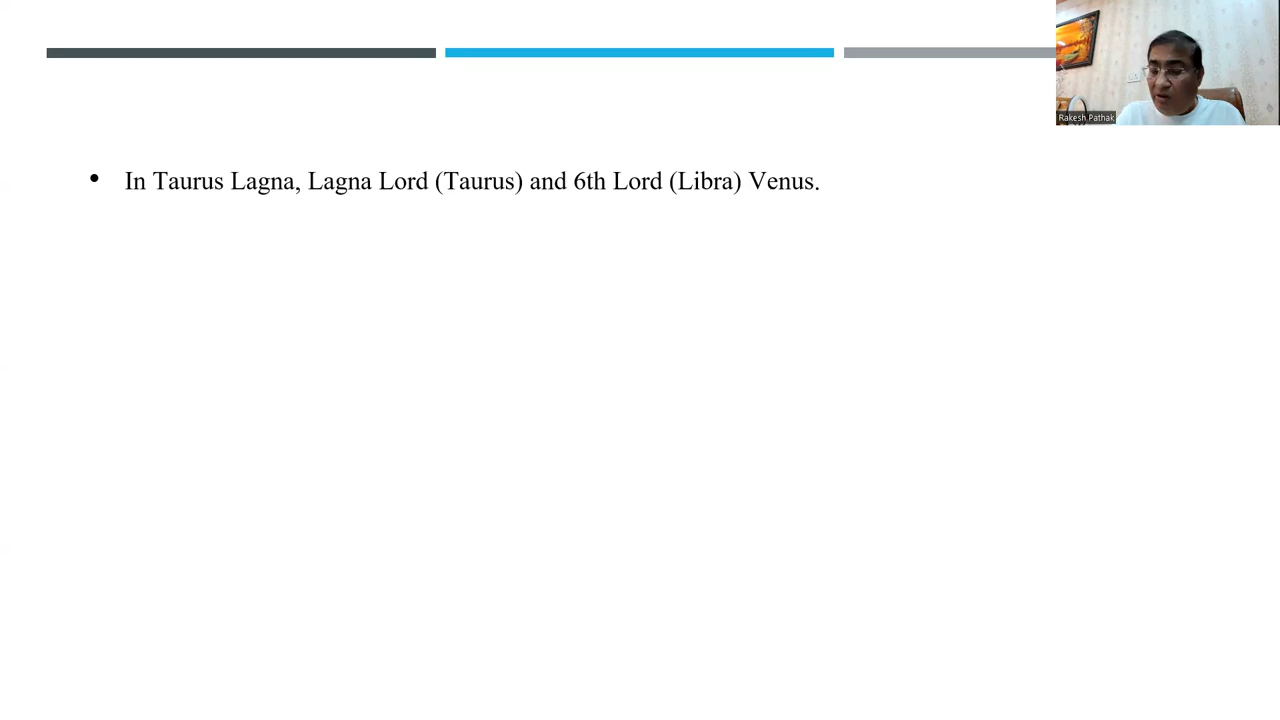 Rakesh Pathak
• In Taurus Lagna, Lagna Lord (Taurus) and 6th Lord (Libra) Venus.